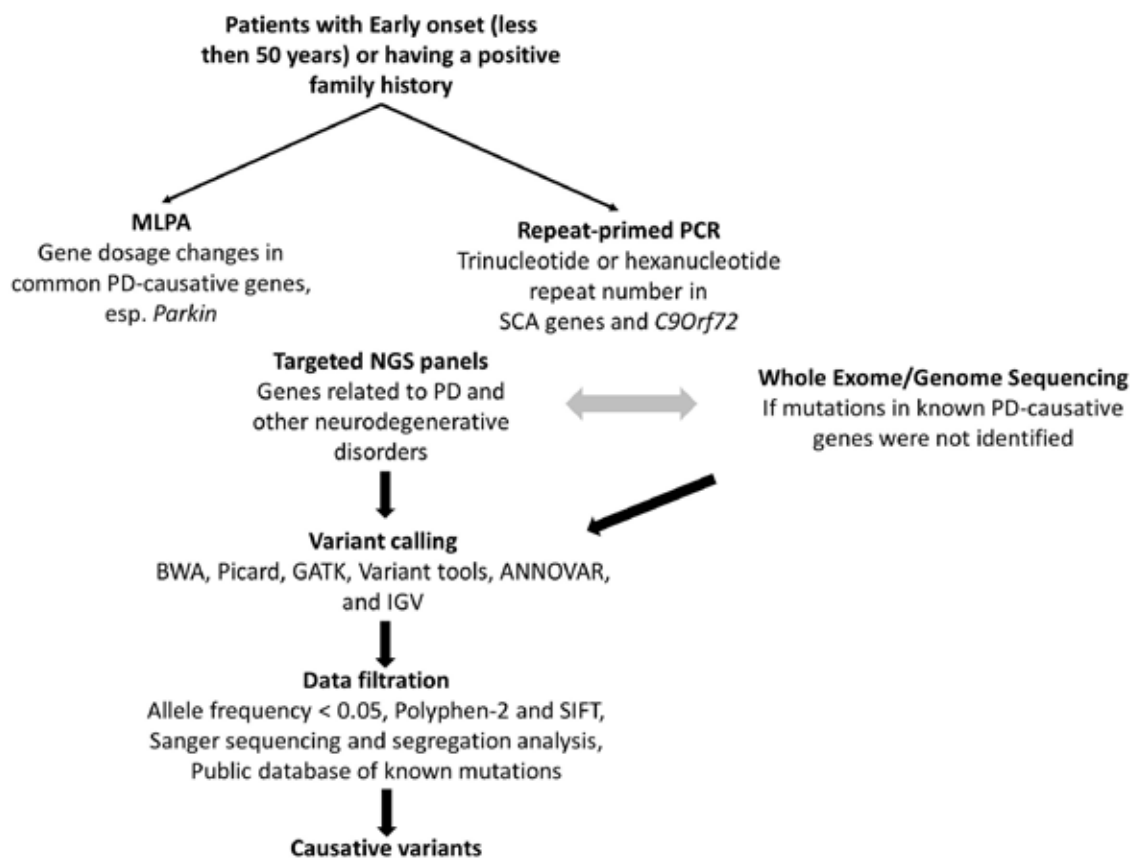 Patients with Early onset (less
then 50 years) or having a positive
family history
MLPA
Gene dosage changes in
common PD-causative genes,
esp. Parkin
Repeat-primed PCR
Trinucleotide or hexanucleotide
repeat number in
SCA genes and C9Orf72
Targeted NGS panels
Genes related to PD and
other neurodegenerative
disorders
Whole Exome/Genome Sequencing
If mutations in known PD-causative
genes were not identified
Variant calling
BWA, Picard, GATK, Variant tools, ANNOVAR,
and IGV
Data filtration
Allele frequency < 0.05, Polyphen-2 and SIFT,
Sanger sequencing and segregation analysis,
Public database of known mutations
Causative variants